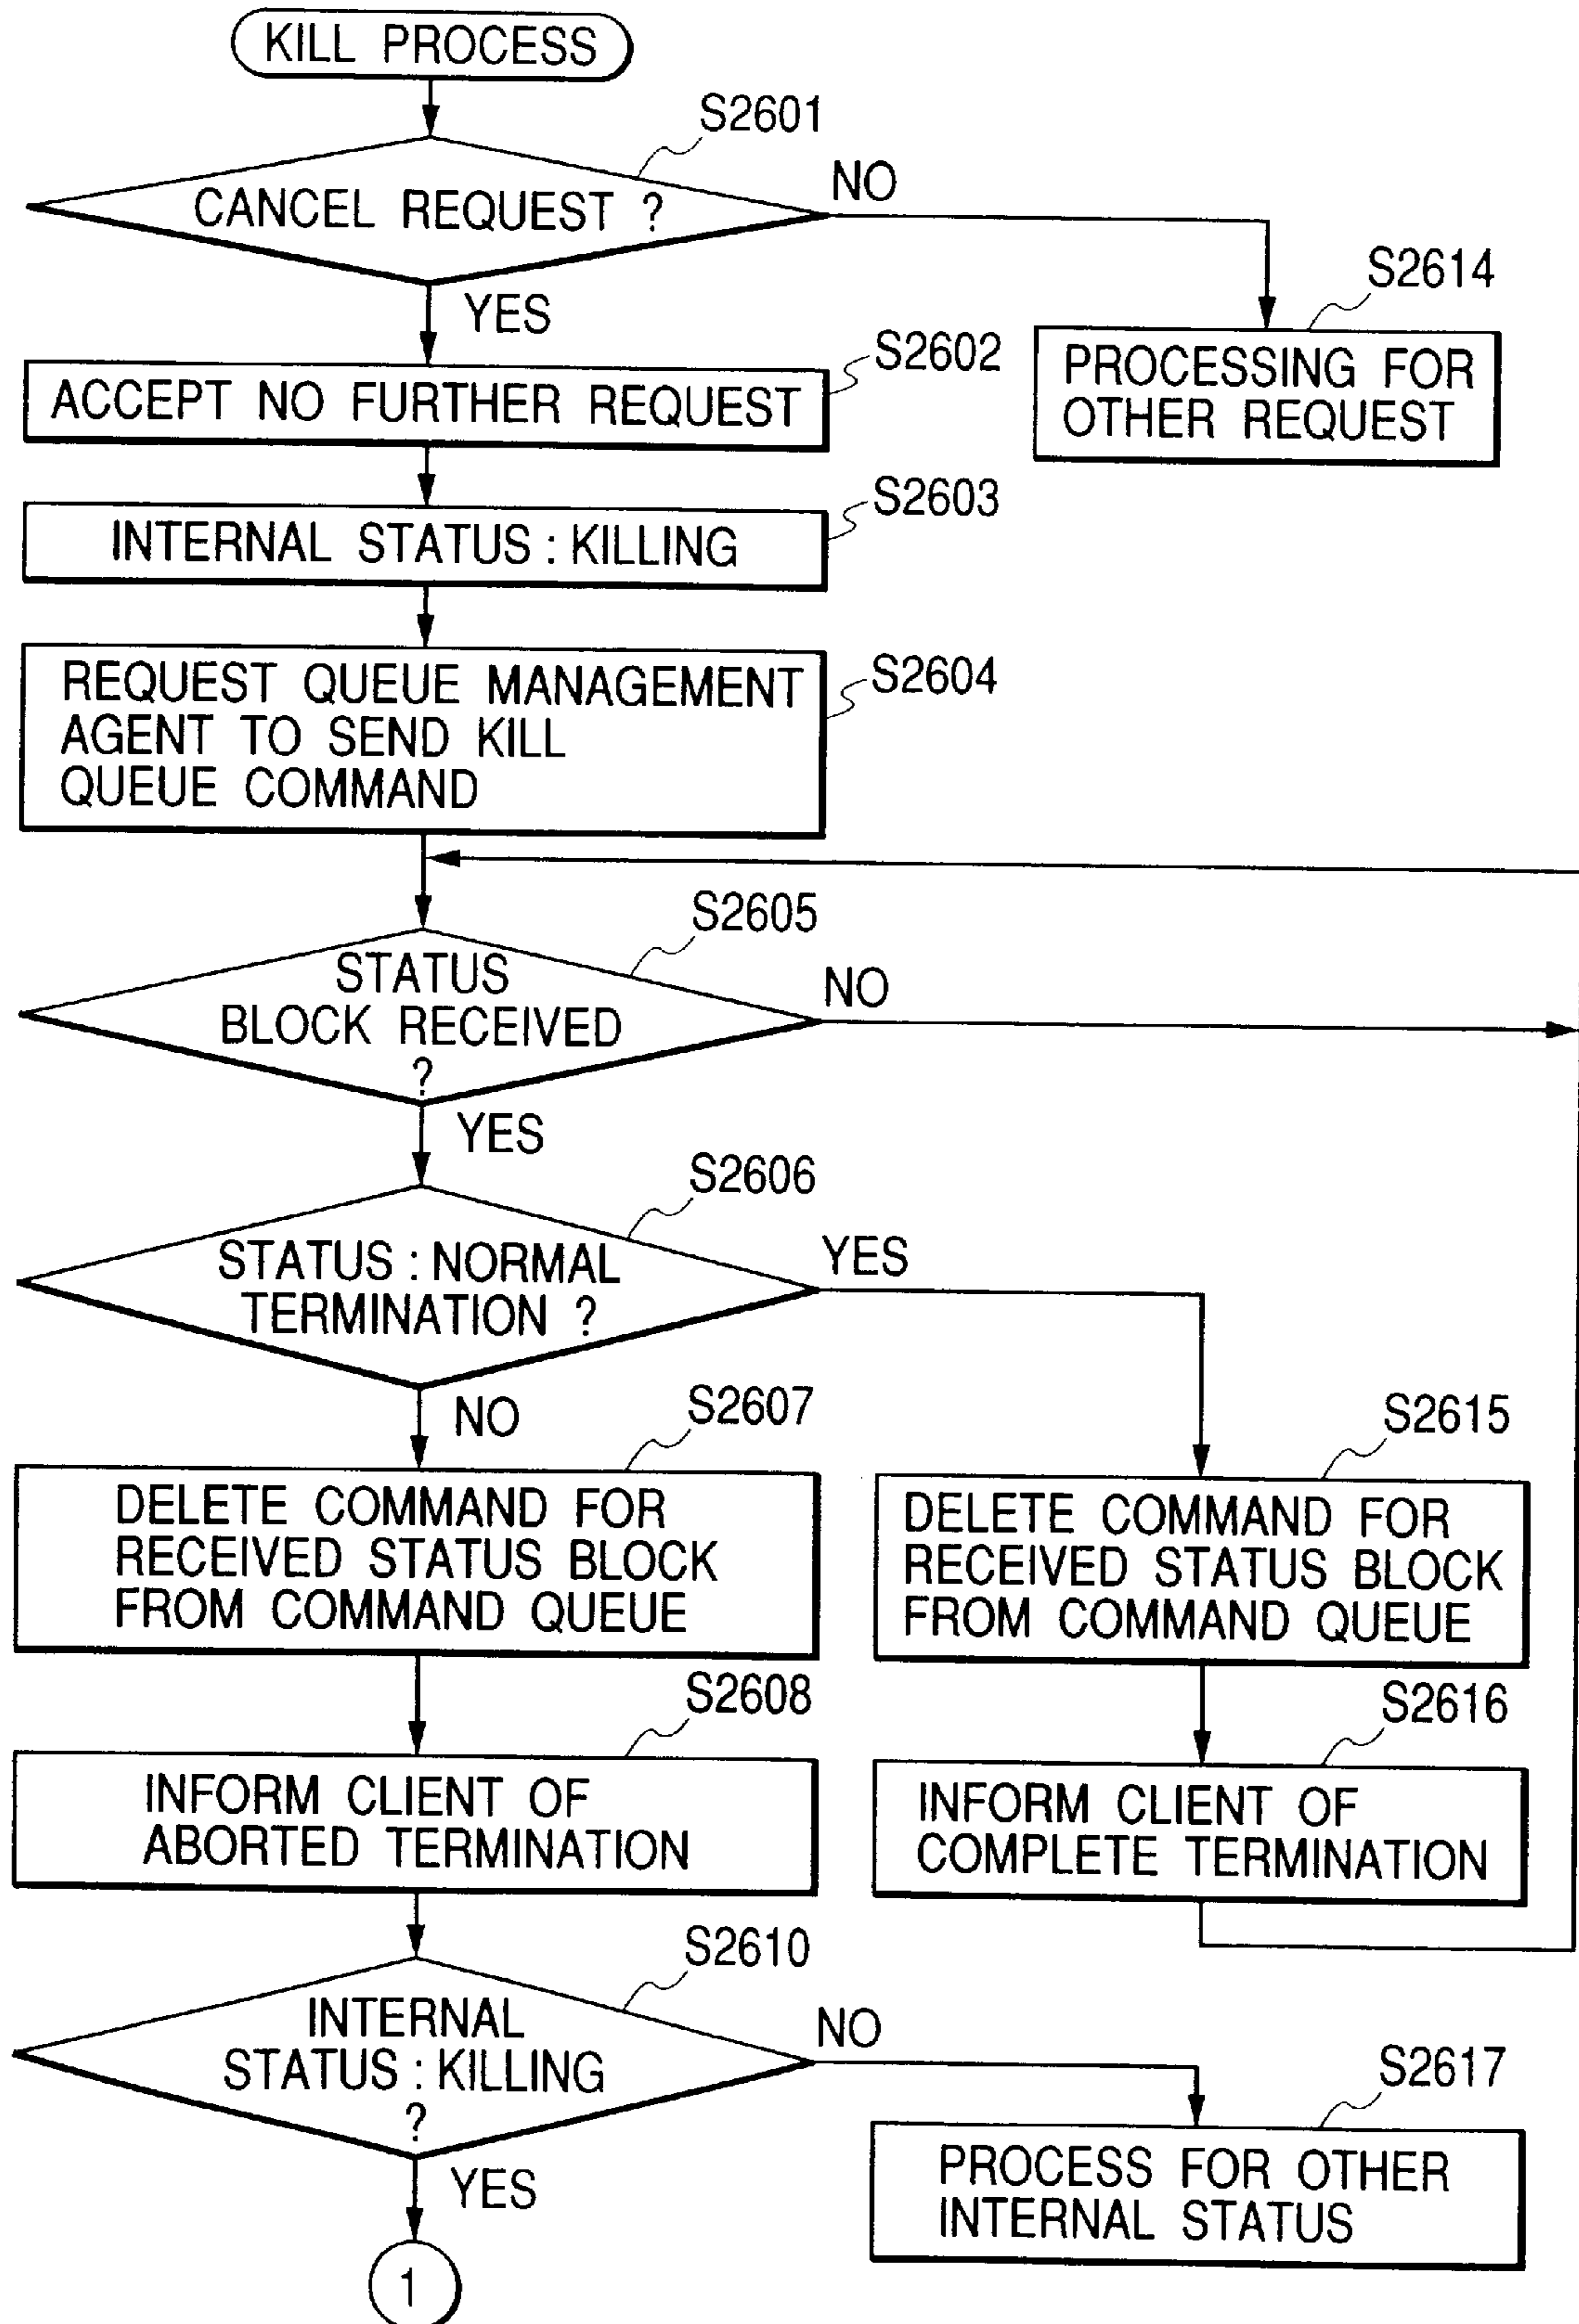 KILL PROCESS
S2601
CANCEL REQUEST ?
NO
YES
S2614
PROCESSING FOR
OTHER REQUEST
S2602
ACCEPT NO FURTHER REQUEST
S2603
INTERNAL STATUS : KILLING
S2604
REQUEST QUEUE MANAGEMENT
AGENT TO SEND KILL
QUEUE COMMAND
S2605
STATUS
BLOCK RECEIVED
?
NO
YES
S2606
STATUS : NORMAL
TERMINATION ?
YES
NO
S2607
DELETE COMMAND FOR
RECEIVED STATUS BLOCK
FROM COMMAND QUEUE
S2615
DELETE COMMAND FOR
RECEIVED STATUS BLOCK
FROM COMMAND QUEUE
S2608
INFORM CLIENT OF
ABORTED TERMINATION
S2616
INFORM CLIENT OF
COMPLETE TERMINATION
S2610
INTERNAL
STATUS : KILLING
?
NO
YES
S2617
PROCESS FOR OTHER
INTERNAL STATUS
1